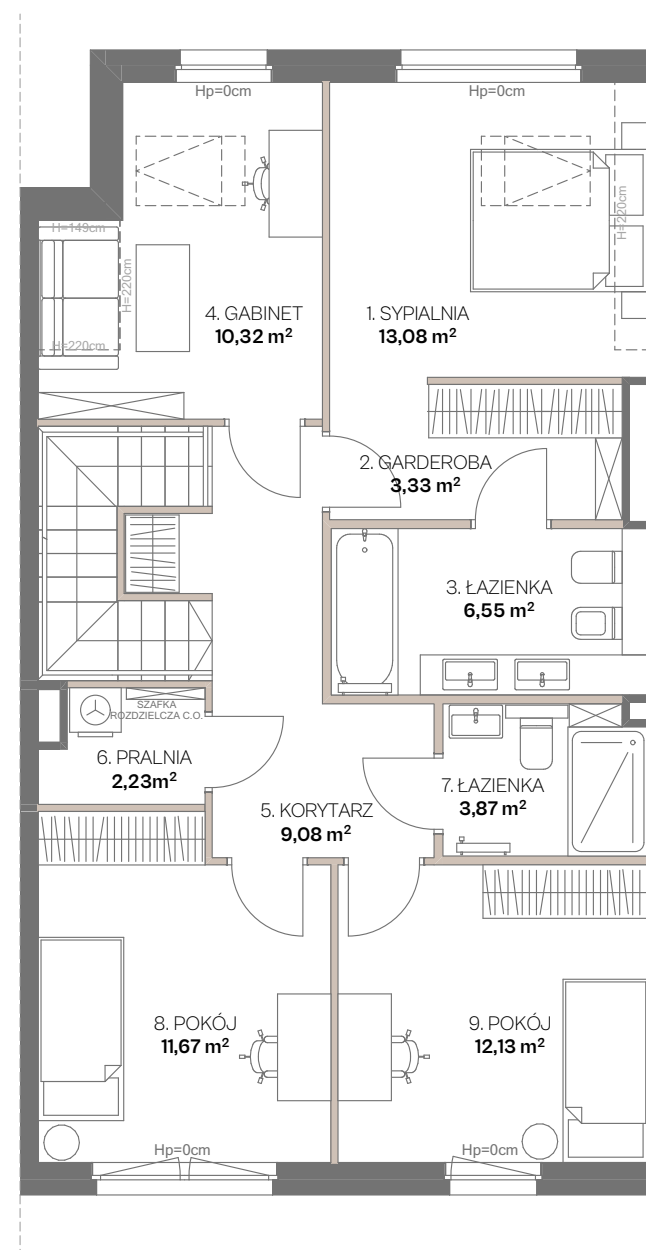 Hp=0cm
Hp=0cm
H=149cm
H=220cm
H=220cm
H=220cm
4. GABINET
10,32 m²
1. SYPIALNIA
13,08 m²
2. GARDEROBA
3,33 m²
3. ŁAZIENKA
6,55 m²
SZAFKA
ROZDZIELCZA C.O.
6. PRALNIA
2,23m²
7. ŁAZIENKA
3,87 m²
5. KORYTARZ
9,08 m²
8. POKÓJ
11,67 m²
9. POKÓJ
12,13 m²
Hp=0cm
Hp=0cm